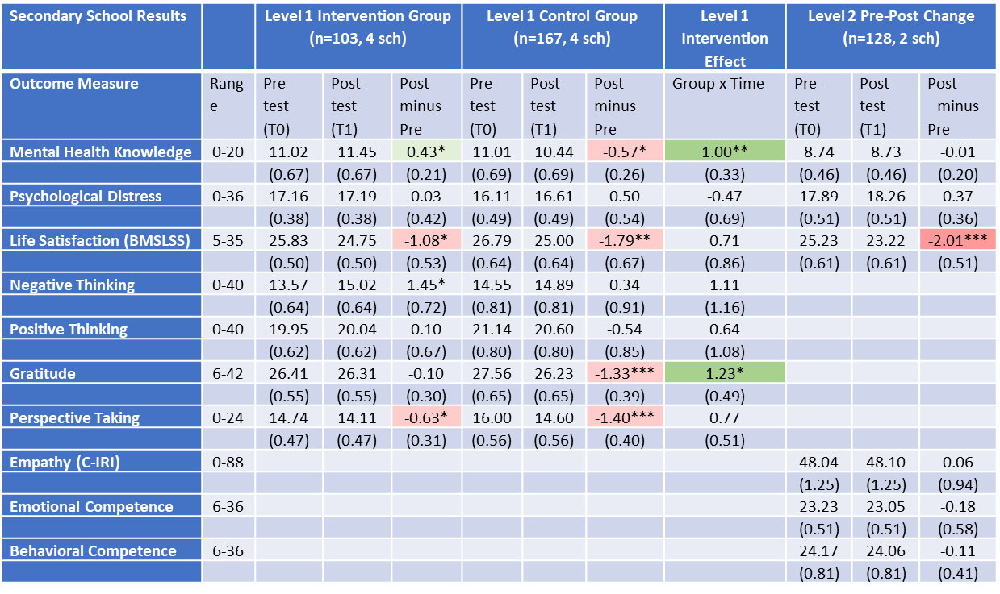 Secondary School Results | Level 1 Intervention Group (n=103, 4 sch) | Level 1 Control Group (n=167, 4 sch) | Level 1 Intervention Effect | Level 2 Pre-Post Change (n=128, 2 sch)
Outcome Measure | Range | Pre-test (T0) | Post-test (T1) | Post minus Pre | Pre-test (T0) | Post-test (T1) | Post minus Pre | Group x Time | Pre-test (T0) | Post-test (T1) | Post minus Pre
Mental Health Knowledge | 0-20 | 11.02 | 11.45 | 0.43* | 11.01 | 10.44 | -0.57* | 1.00** | 8.74 | 8.73 | -0.01
(0.67) | (0.67) | (0.21) | (0.69) | (0.69) | (0.26) | (0.33) | (0.46) | (0.46) | (0.20)
Psychological Distress | 0-36 | 17.16 | 17.19 | 0.03 | 16.11 | 16.61 | 0.50 | -0.47 | 17.89 | 18.26 | 0.37
(0.38) | (0.38) | (0.42) | (0.49) | (0.49) | (0.54) | (0.69) | (0.51) | (0.51) | (0.36)
Life Satisfaction (BMSLSS) | 5-35 | 25.83 | 24.75 | -1.08* | 26.79 | 25.00 | -1.79** | 0.71 | 25.23 | 23.22 | -2.01***
(0.50) | (0.50) | (0.53) | (0.64) | (0.64) | (0.67) | (0.86) | (0.61) | (0.61) | (0.51)
Negative Thinking | 0-40 | 13.57 | 15.02 | 1.45* | 14.55 | 14.89 | 0.34 | 1.11
(0.64) | (0.64) | (0.72) | (0.81) | (0.81) | (0.91) | (1.16)
Positive Thinking | 0-40 | 19.95 | 20.04 | 0.10 | 21.14 | 20.60 | -0.54 | 0.64
(0.62) | (0.62) | (0.67) | (0.80) | (0.80) | (0.85) | (1.08)
Gratitude | 6-42 | 26.41 | 26.31 | -0.10 | 27.56 | 26.23 | -1.33*** | 1.23*
(0.55) | (0.55) | (0.30) | (0.65) | (0.65) | (0.39) | (0.49)
Perspective Taking | 0-24 | 14.74 | 14.11 | -0.63* | 16.00 | 14.60 | -1.40*** | 0.77
(0.47) | (0.47) | (0.31) | (0.56) | (0.56) | (0.40) | (0.51)
Empathy (C-IRI) | 0-88 | 48.04 | 48.10 | 0.06
(1.25) | (1.25) | (0.94)
Emotional Competence | 6-36 | 23.23 | 23.05 | -0.18
(0.51) | (0.51) | (0.58)
Behavioral Competence | 6-36 | 24.17 | 24.06 | -0.11
(0.81) | (0.81) | (0.41)